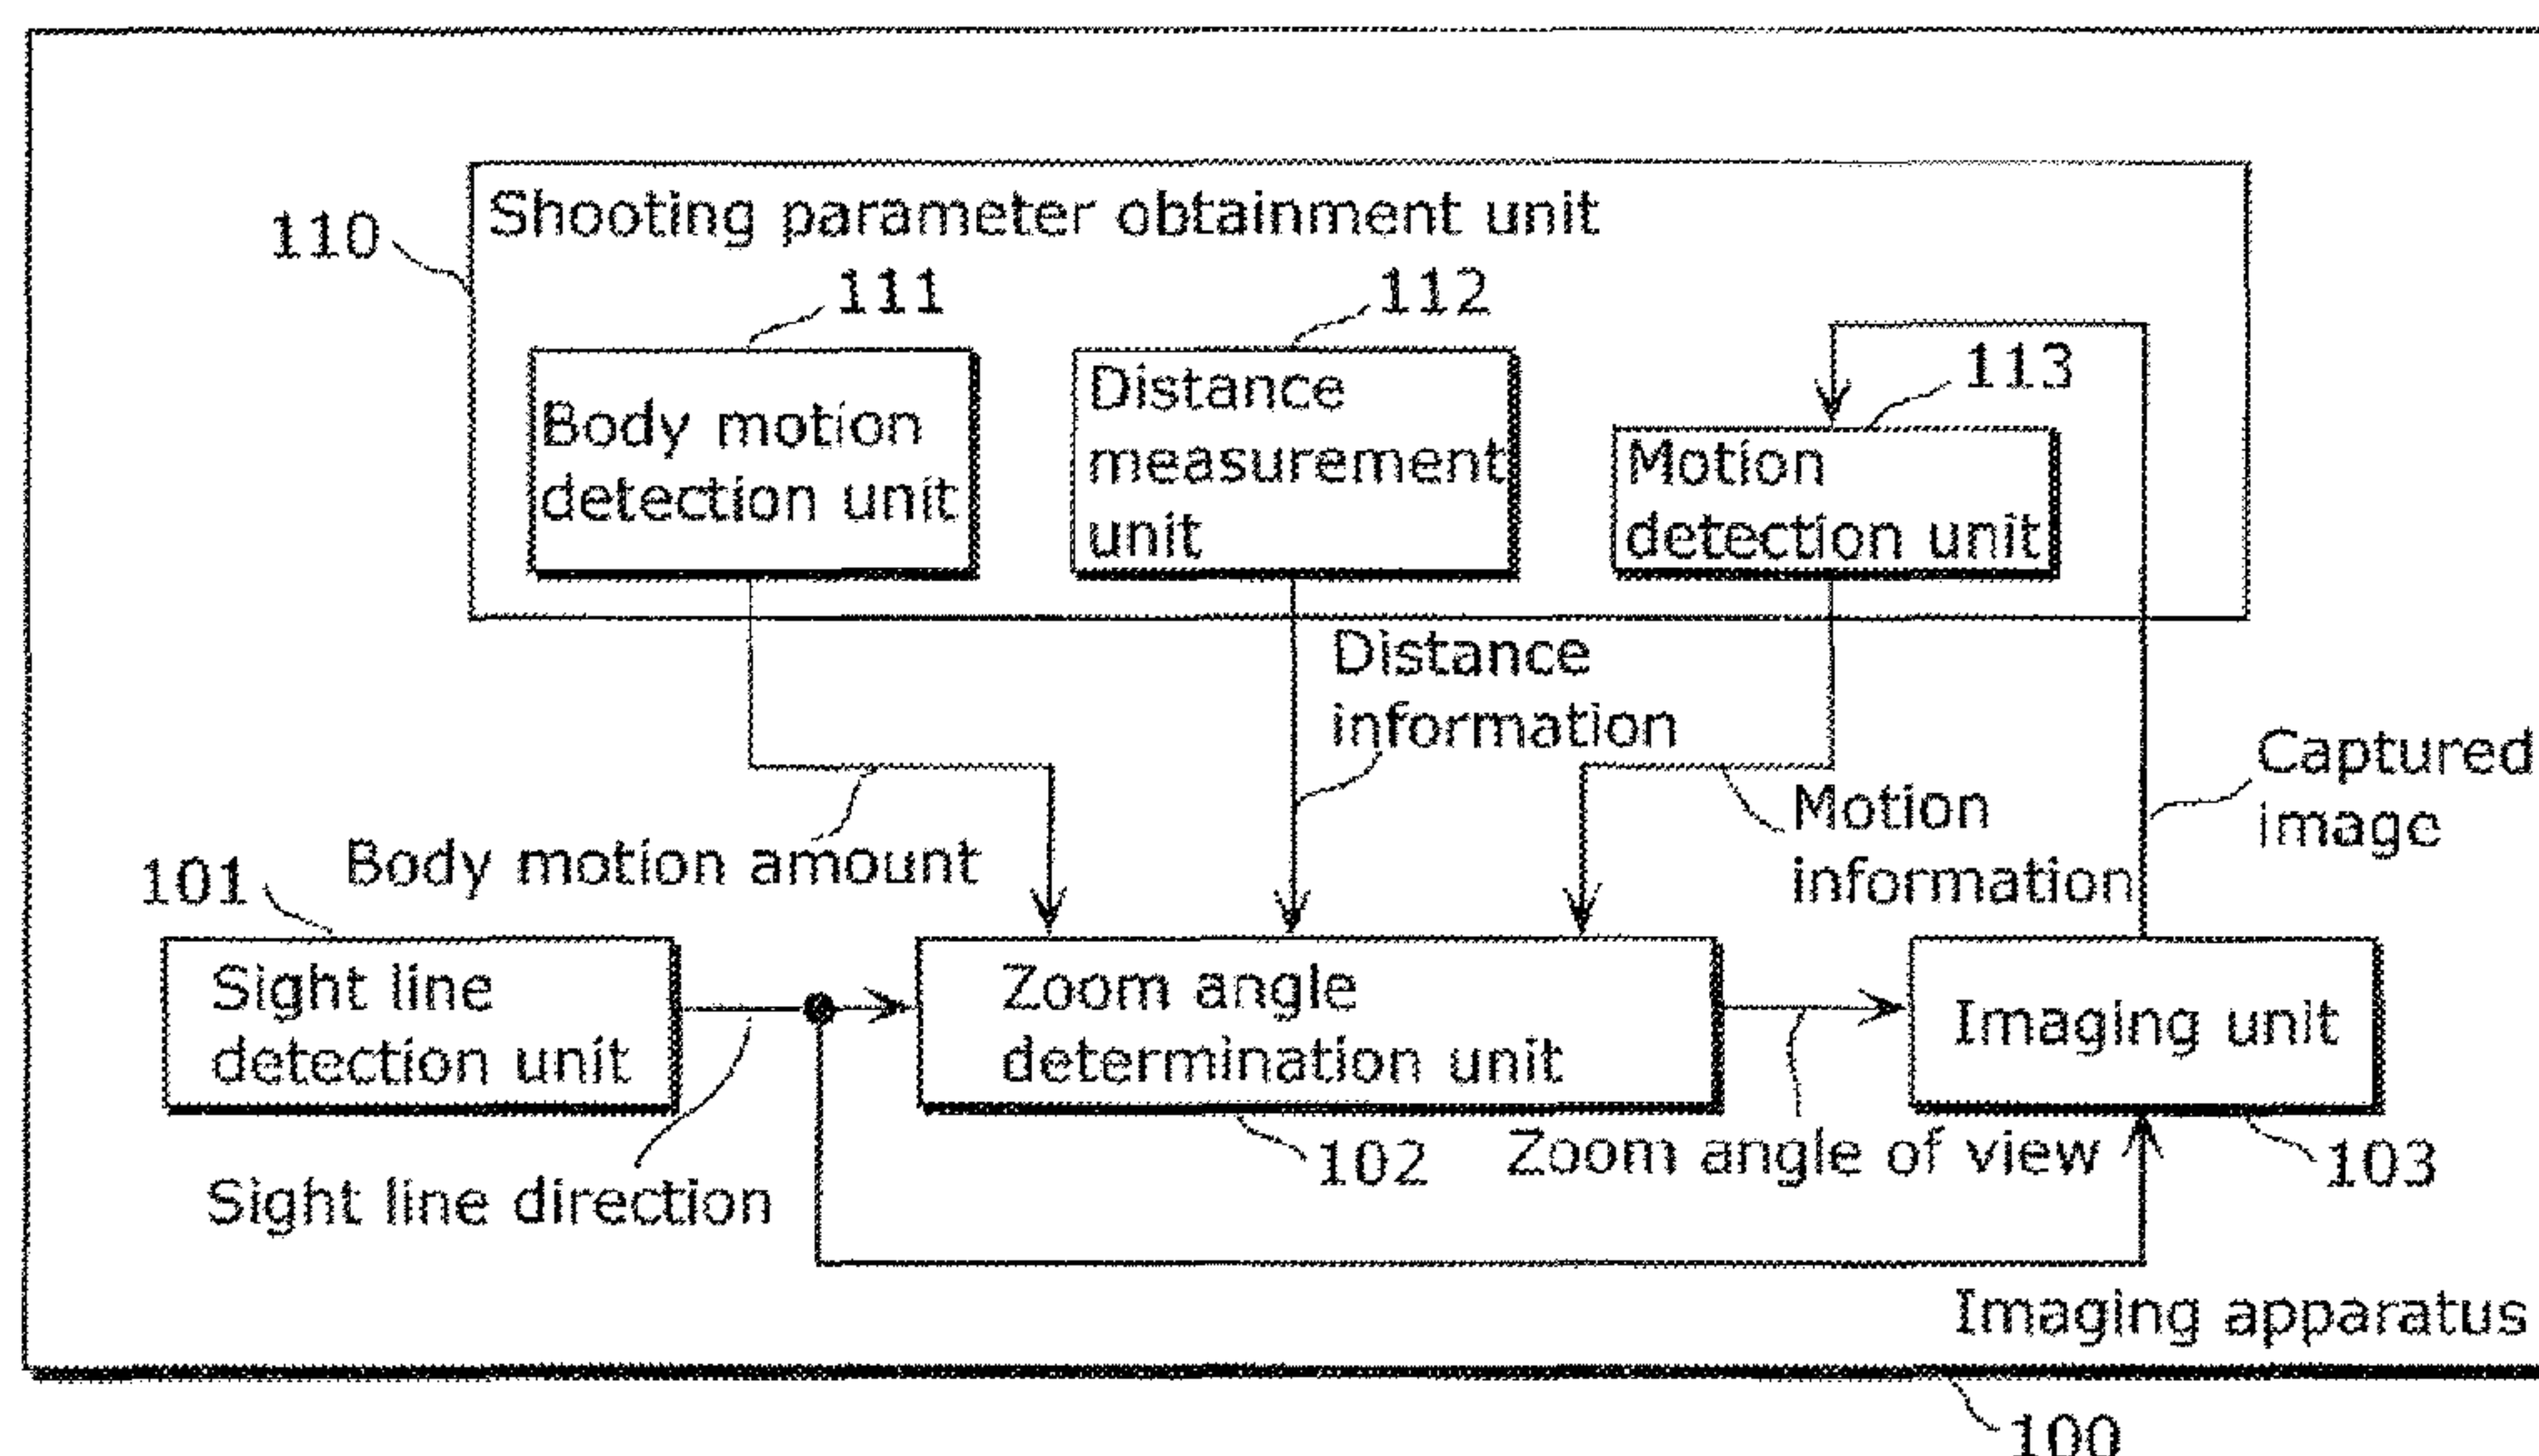 Shooting parameter obtainment unit
110
111
112
113
Body motion
detection unit
Distance
measurement
unit
Motion
detection unit
Distance
information
Captured
image
Motion
information
Body motion amount
101
Sight line
detection unit
Zoom angle
determination unit
Imaging unit
102
Zoom angle of view
103
Sight line direction
Imaging apparatus
100